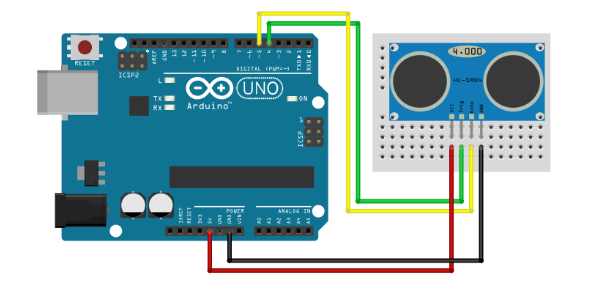 RESET
ICSP2
AREF
GND
13
12
~11
~10
~9
8
7
~6
~5
4
~3
2
TXD▸1
RXD◂0
DIGITAL (PWM=~)
L
TX
RX
Arduino™
UNO
ON
ICSP
4.000
HC-SR04
VCC
Trig
Echo
GND
POWER
ANALOG IN
IOREF
RESET
3V3
5V
GND
GND
VIN
A0
A1
A2
A3
A4
A5